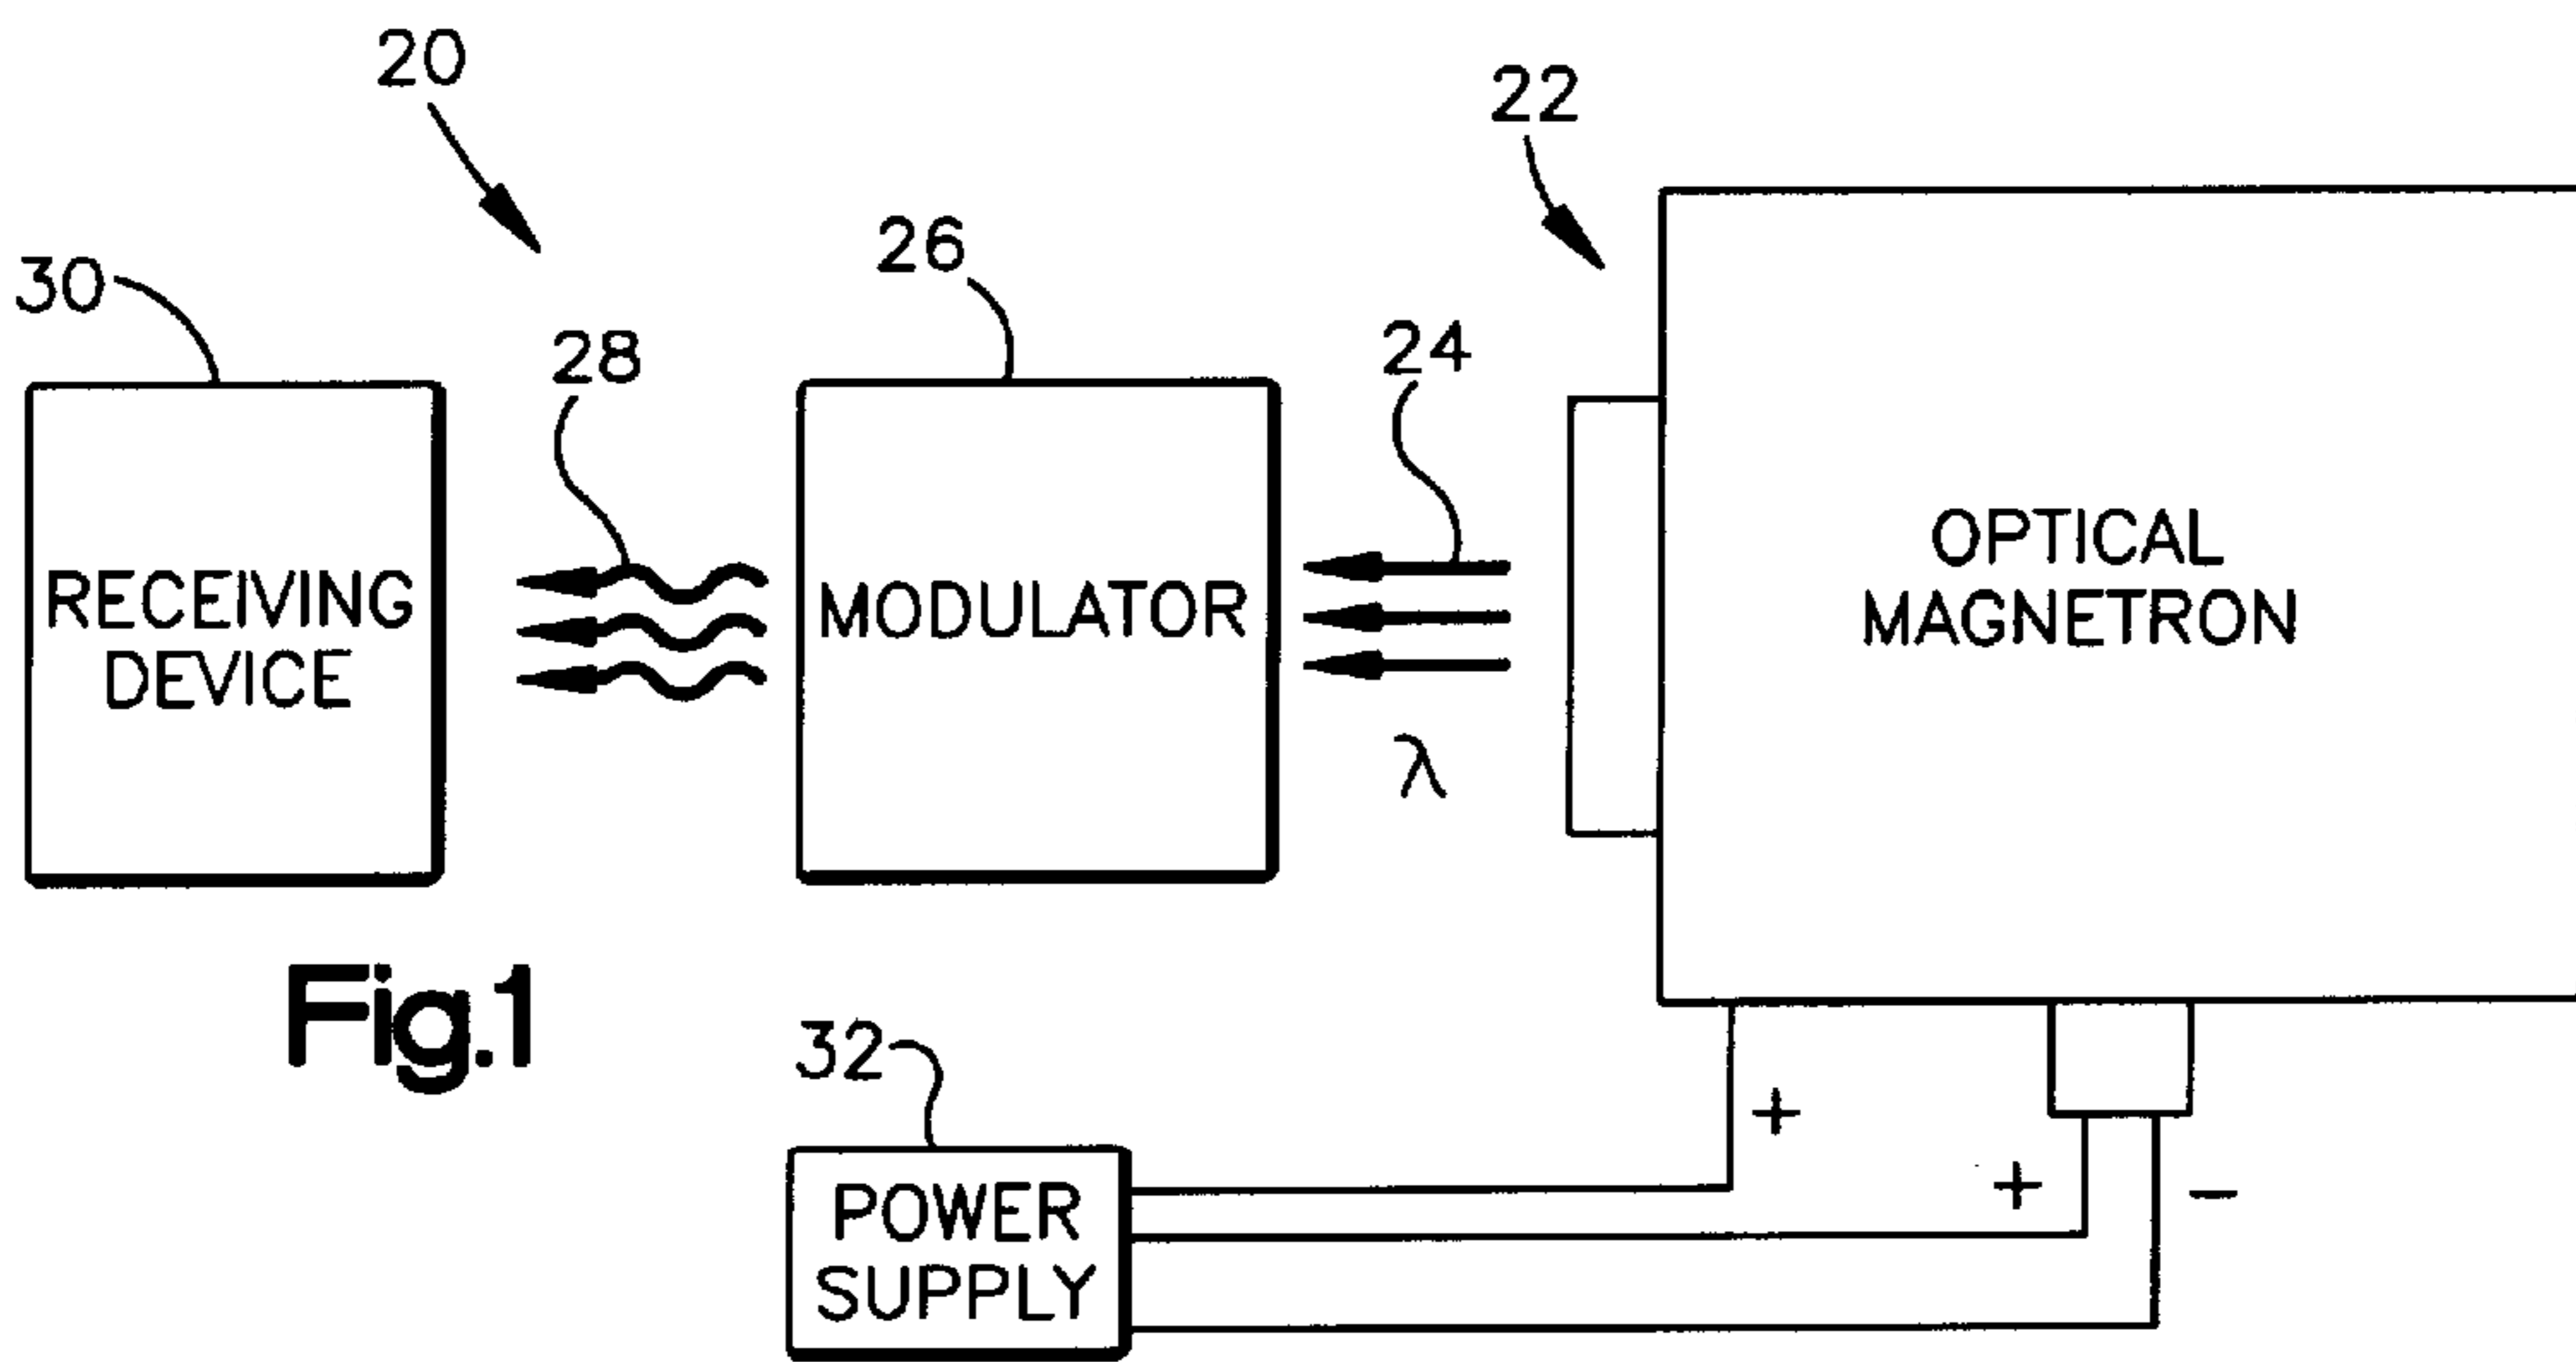 20
22
26
30
28
24
OPTICAL
MAGNETRON
RECEIVING
DEVICE
MODULATOR
λ
Fig.1
32
+
+
−
POWER
SUPPLY